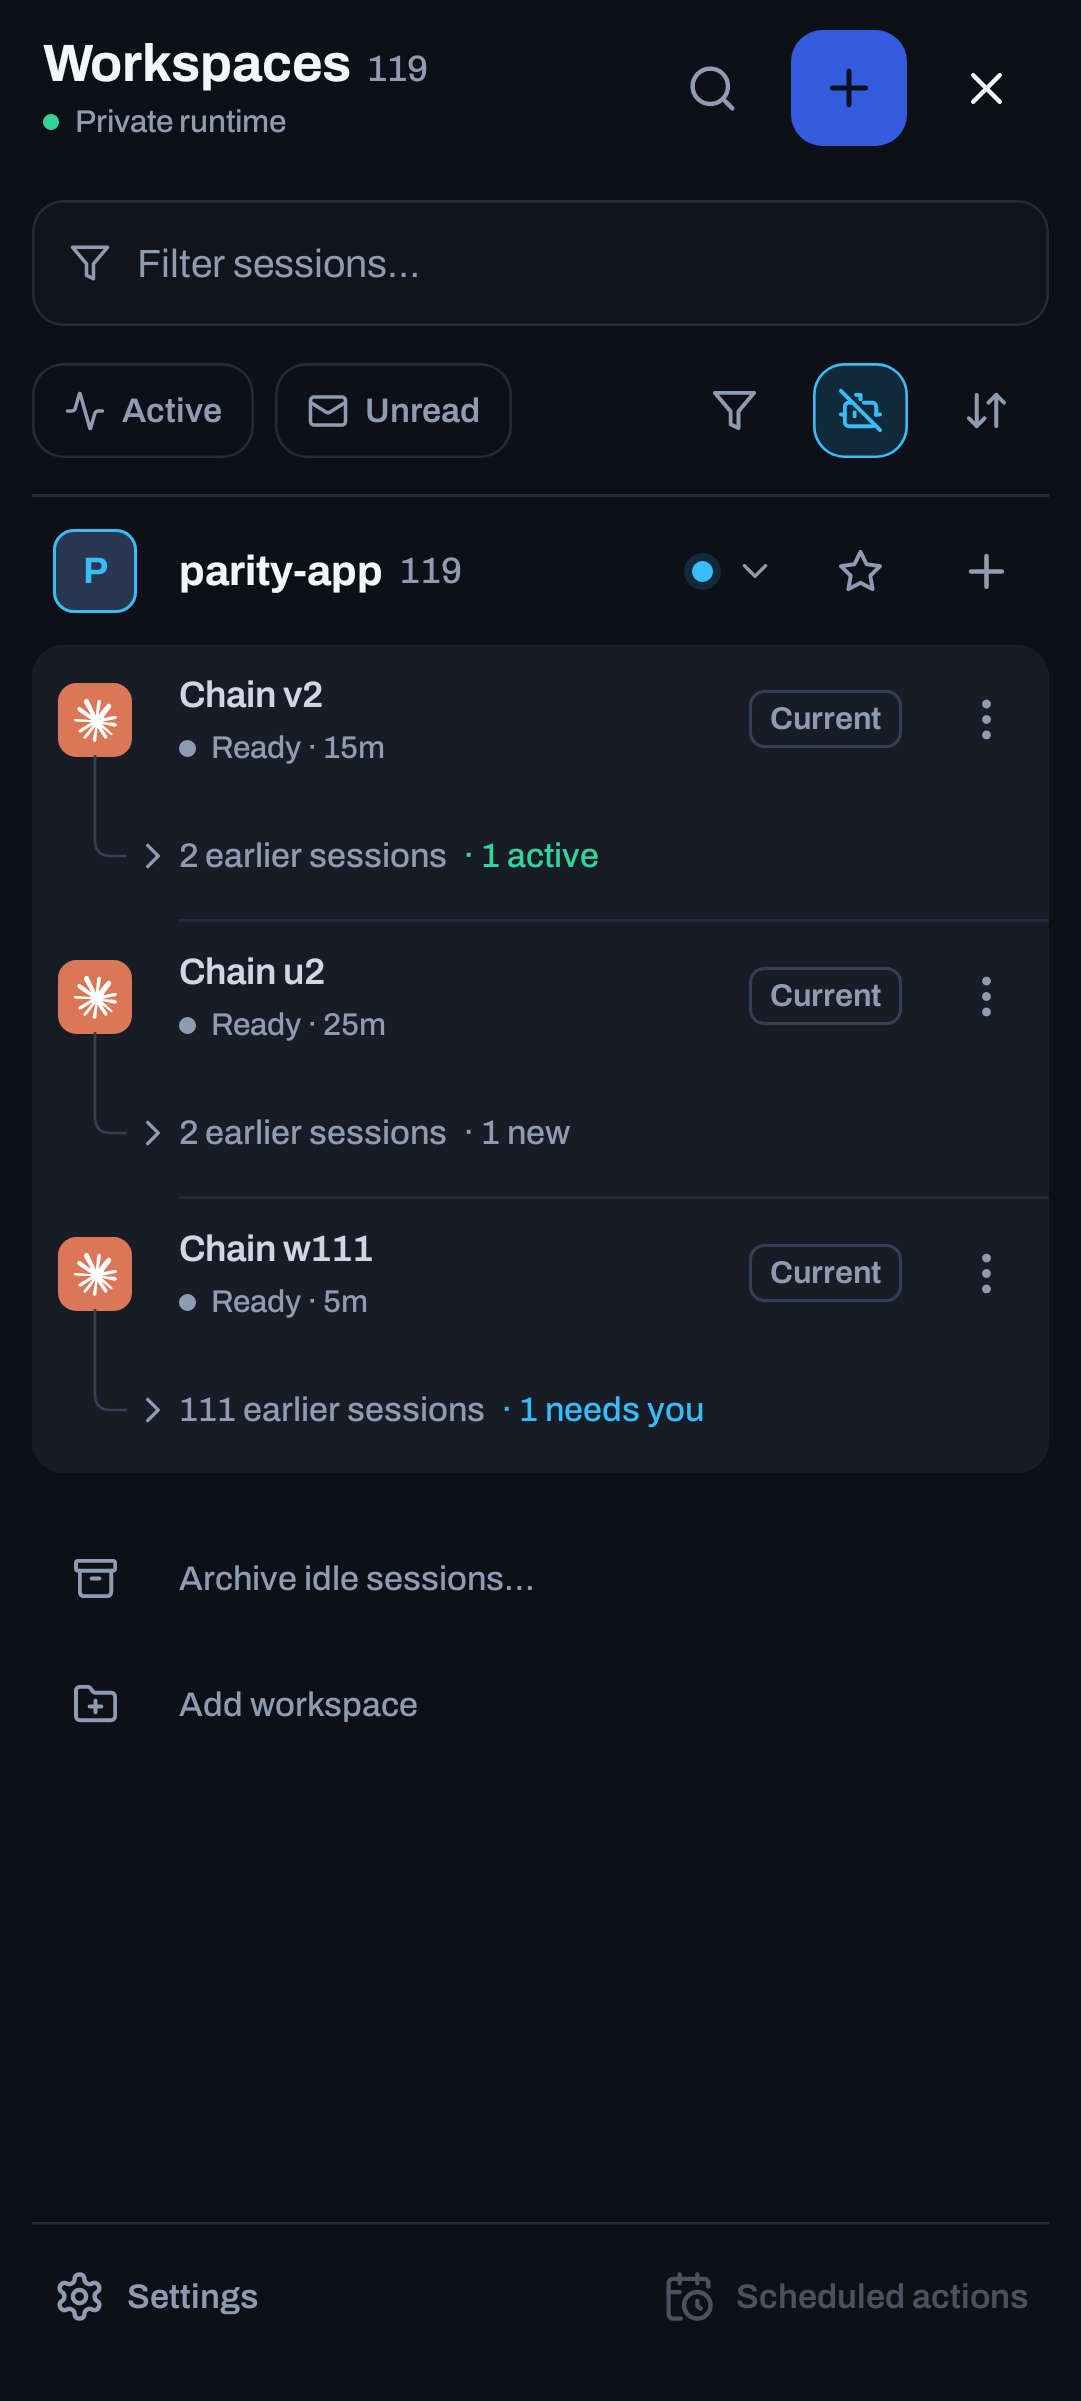 Workspaces 119
Private runtime
Filter sessions...
Active
Unread
P
parity-app 119
Chain v2
Ready · 15m
Current
2 earlier sessions · 1 active
Chain u2
Ready · 25m
Current
2 earlier sessions · 1 new
Chain w111
Ready · 5m
Current
111 earlier sessions · 1 needs you
Archive idle sessions...
Add workspace
Settings
Scheduled actions